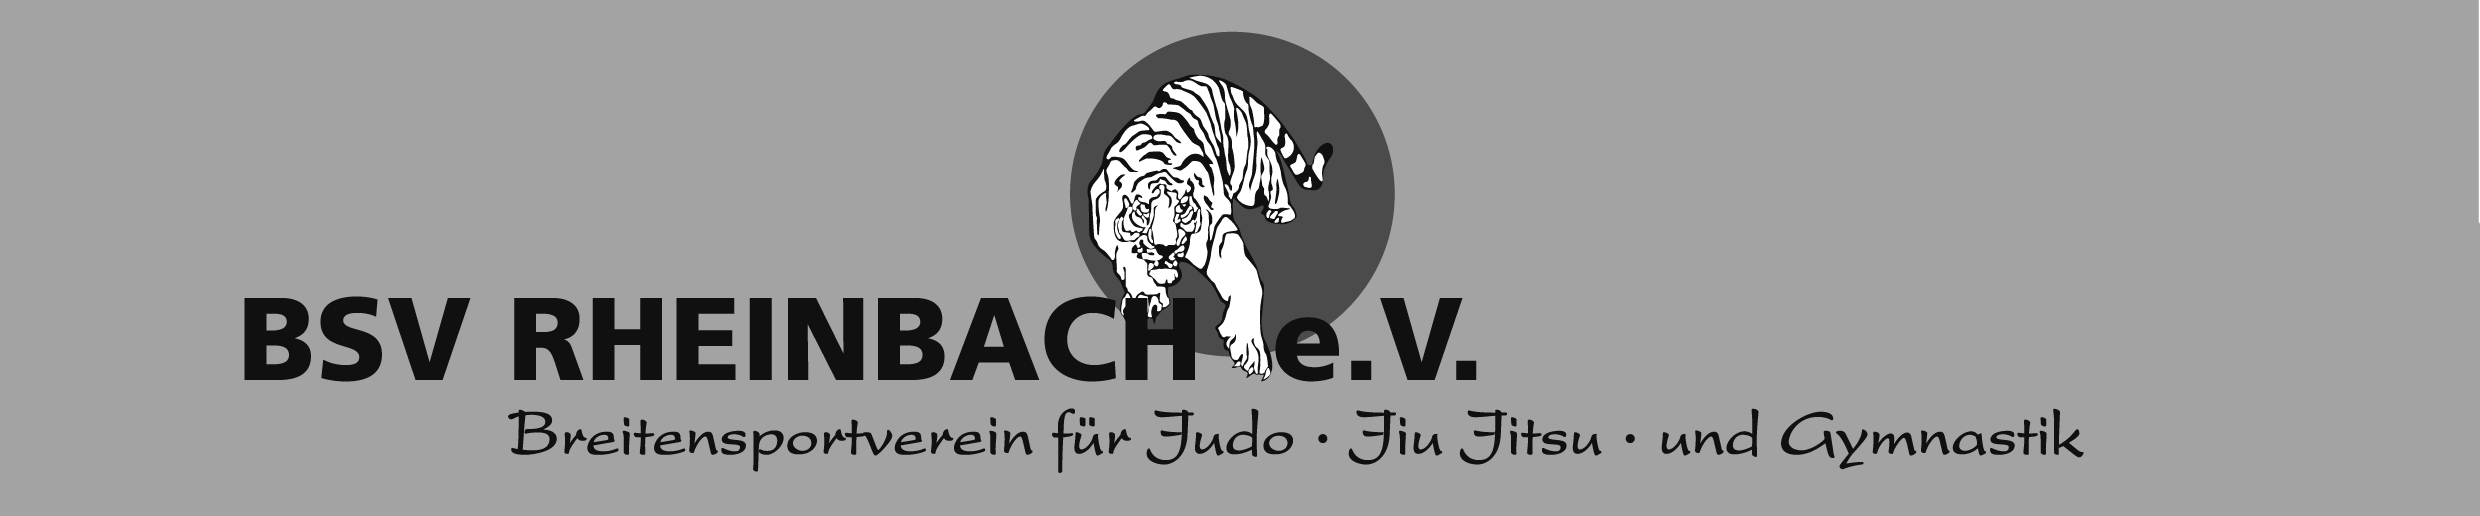 BSV RHEINBACH e.V.
Breitensportverein für Judo · Jiu Jitsu · und Gymnastik